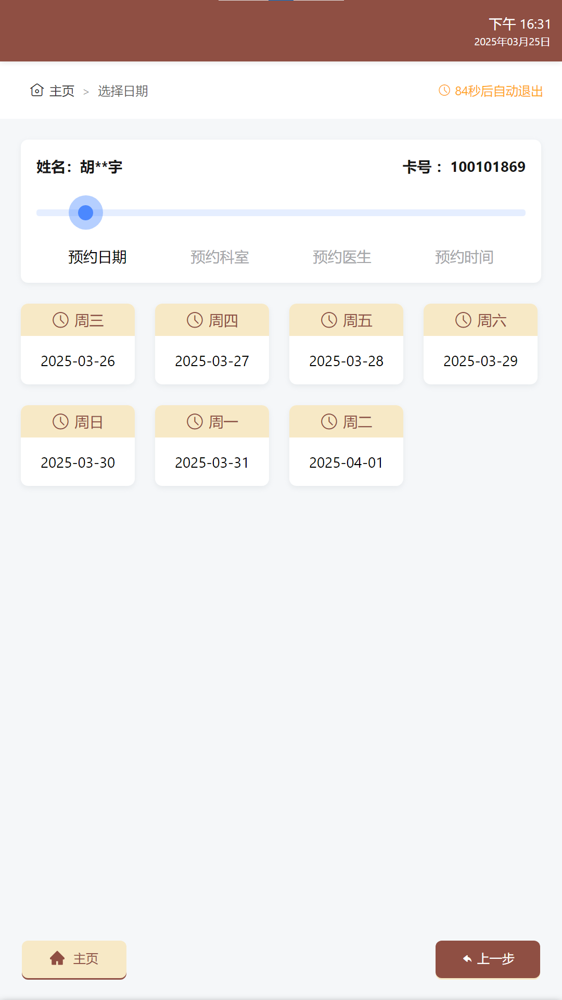 下午 16:31
2025年03月25日
主页 > 选择日期
84秒后自动退出
姓名：胡**宇
卡号 ：100101869
预约日期 预约科室 预约医生 预约时间
周三 周四 周五 周六
2025-03-26 2025-03-27 2025-03-28 2025-03-29
周日 周一 周二
2025-03-30 2025-03-31 2025-04-01
主页
上一步